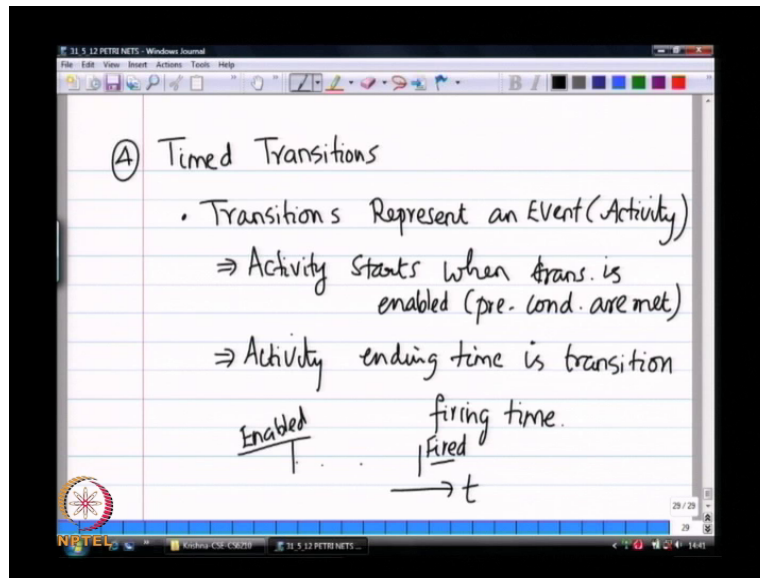 31_5_12 PETRI NETS - Windows Journal
File Edit View Insert Actions Tools Help
B I
④ Timed Transitions
• Transitions Represent an Event (Activity)
⇒ Activity starts when trans. is
enabled (pre. cond. are met)
⇒ Activity ending time is transition
firing time.
Enabled
Fired
→ t
29 / 29
29
NPTEL
Krishna-CSE-CS6210
31_5_12 PETRI NETS ...
14:41